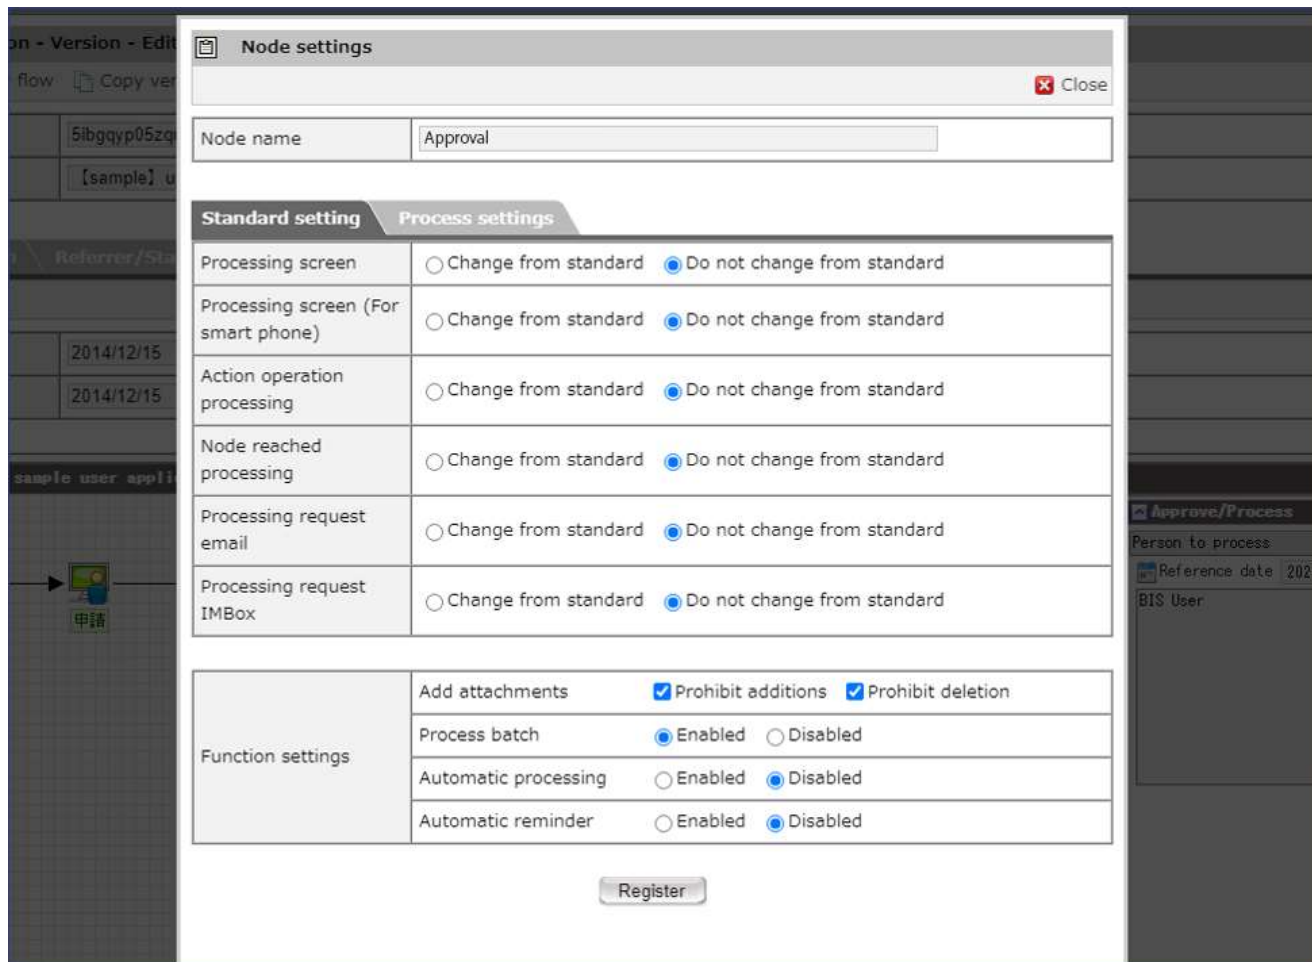 on - Version - Edit
Node settings
flow
Copy ver
Close
5ibgqyp05zq
Node name
Approval
【sample】 u
Standard setting
Process settings
Referrer/Sta
Processing screen
Change from standard
Do not change from standard
Processing screen (For
smart phone)
Change from standard
Do not change from standard
2014/12/15
Action operation
processing
Change from standard
Do not change from standard
2014/12/15
Node reached
processing
Change from standard
Do not change from standard
sample user appli
Processing request
email
Change from standard
Do not change from standard
Approve/Process
Person to process
Reference date
202
Processing request
IMBox
Change from standard
Do not change from standard
BIS User
申請
Function settings
Add attachments
Prohibit additions
Prohibit deletion
Process batch
Enabled
Disabled
Automatic processing
Enabled
Disabled
Automatic reminder
Enabled
Disabled
Register